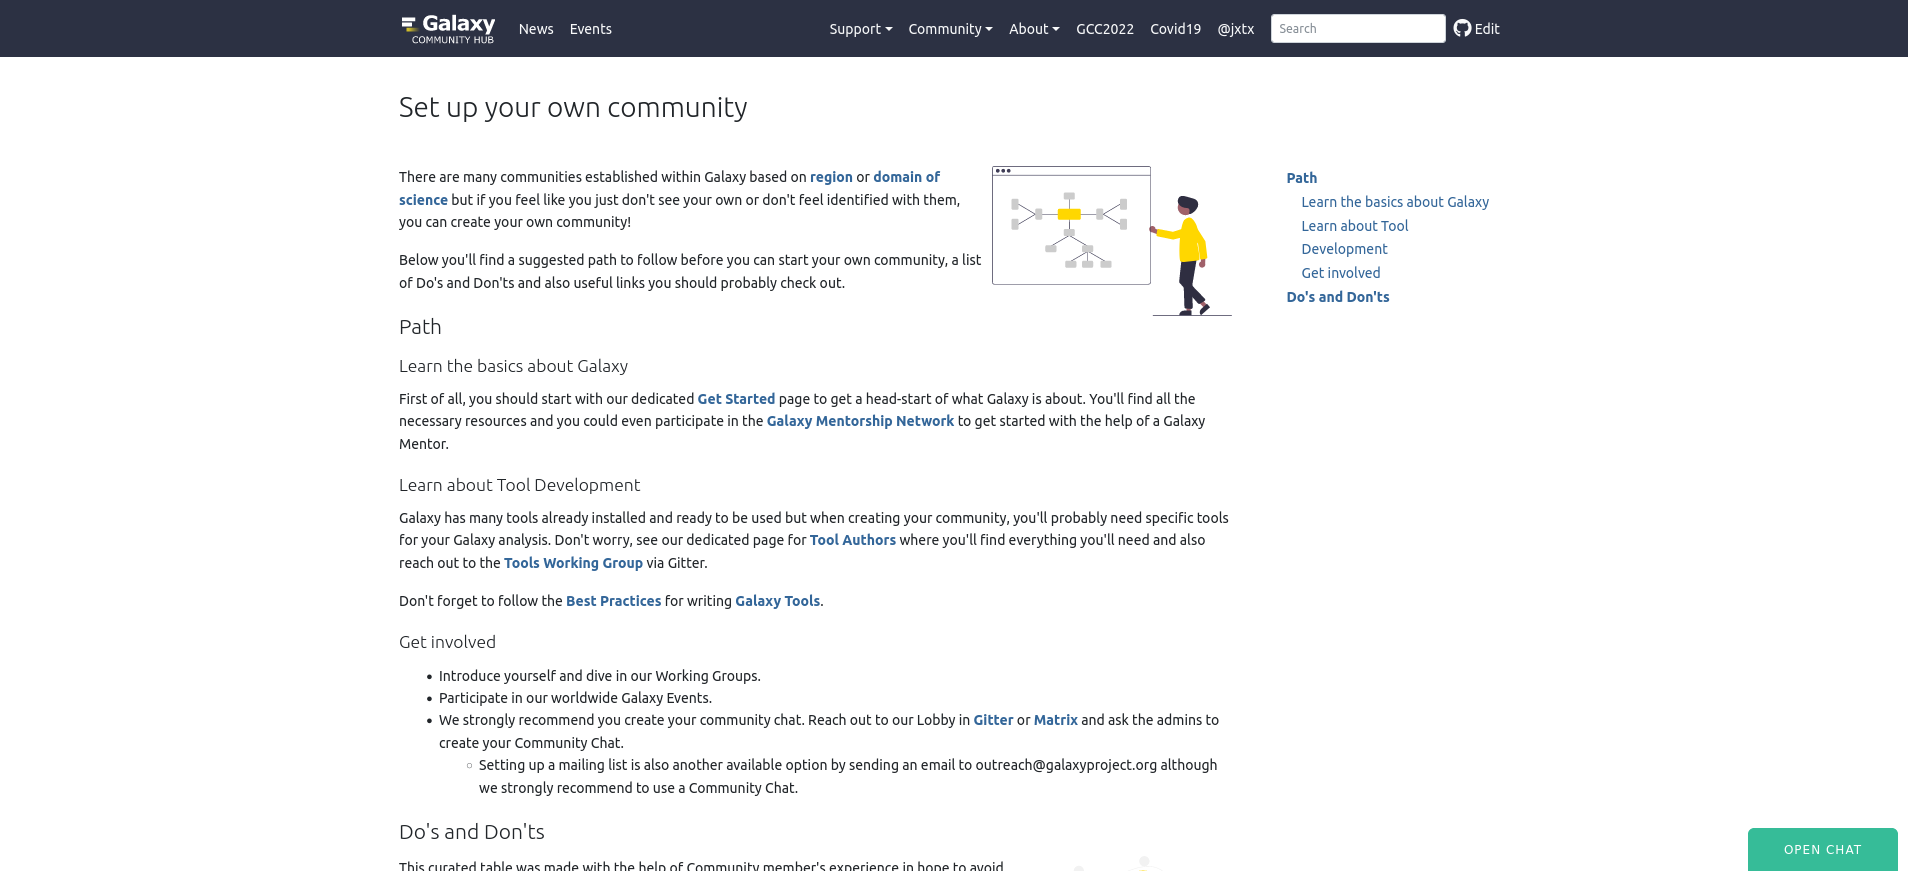 Galaxy
COMMUNITY HUB
News Events Support Community About GCC2022 Covid19 @jxtx Search Edit
Set up your own community
There are many communities established within Galaxy based on region or domain of
science but if you feel like you just don't see your own or don't feel identified with them,
you can create your own community!
Below you'll find a suggested path to follow before you can start your own community, a list
of Do's and Don'ts and also useful links you should probably check out.
Path
Learn the basics about Galaxy
Learn about Tool
Development
Get involved
Do's and Don'ts
Path
Learn the basics about Galaxy
First of all, you should start with our dedicated Get Started page to get a head-start of what Galaxy is about. You'll find all the
necessary resources and you could even participate in the Galaxy Mentorship Network to get started with the help of a Galaxy
Mentor.
Learn about Tool Development
Galaxy has many tools already installed and ready to be used but when creating your community, you'll probably need specific tools
for your Galaxy analysis. Don't worry, see our dedicated page for Tool Authors where you'll find everything you'll need and also
reach out to the Tools Working Group via Gitter.
Don't forget to follow the Best Practices for writing Galaxy Tools.
Get involved
Introduce yourself and dive in our Working Groups.
Participate in our worldwide Galaxy Events.
We strongly recommend you create your community chat. Reach out to our Lobby in Gitter or Matrix and ask the admins to
create your Community Chat.
Setting up a mailing list is also another available option by sending an email to outreach@galaxyproject.org although
we strongly recommend to use a Community Chat.
Do's and Don'ts
This curated table was made with the help of Community member's experience in hope to avoid
OPEN CHAT